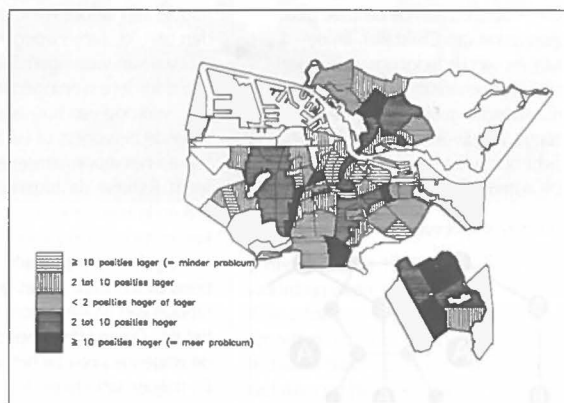 ≥ 10 posities lager (= minder probleem)
2 tot 10 posities lager
< 2 posities hoger of lager
2 tot 10 posities hoger
≥ 10 posities hoger (= meer probleem)